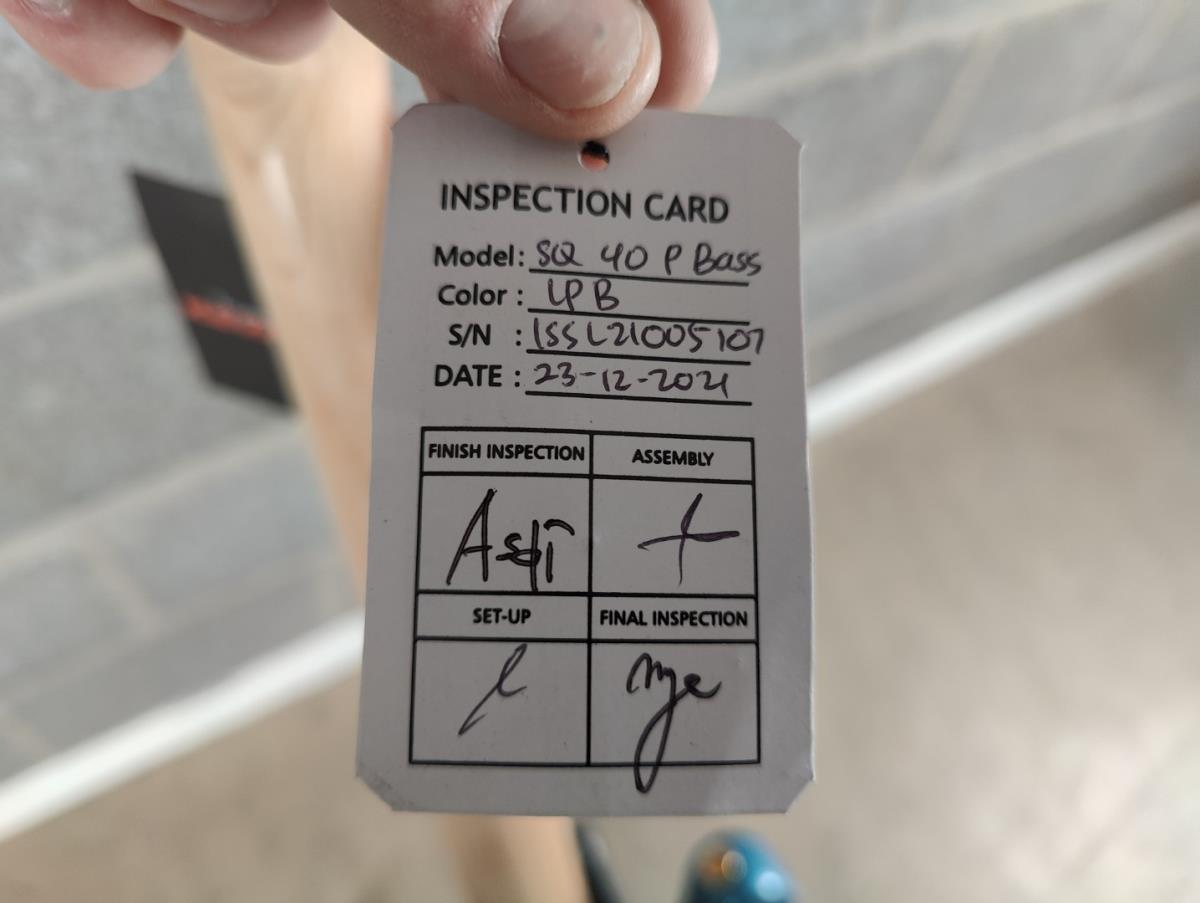 INSPECTION CARD
Model: SQ 40 P Bass
Color : LPB
S/N : ISSL21005107
DATE : 23-12-2021
FINISH INSPECTION ASSEMBLY
SET-UP FINAL INSPECTION